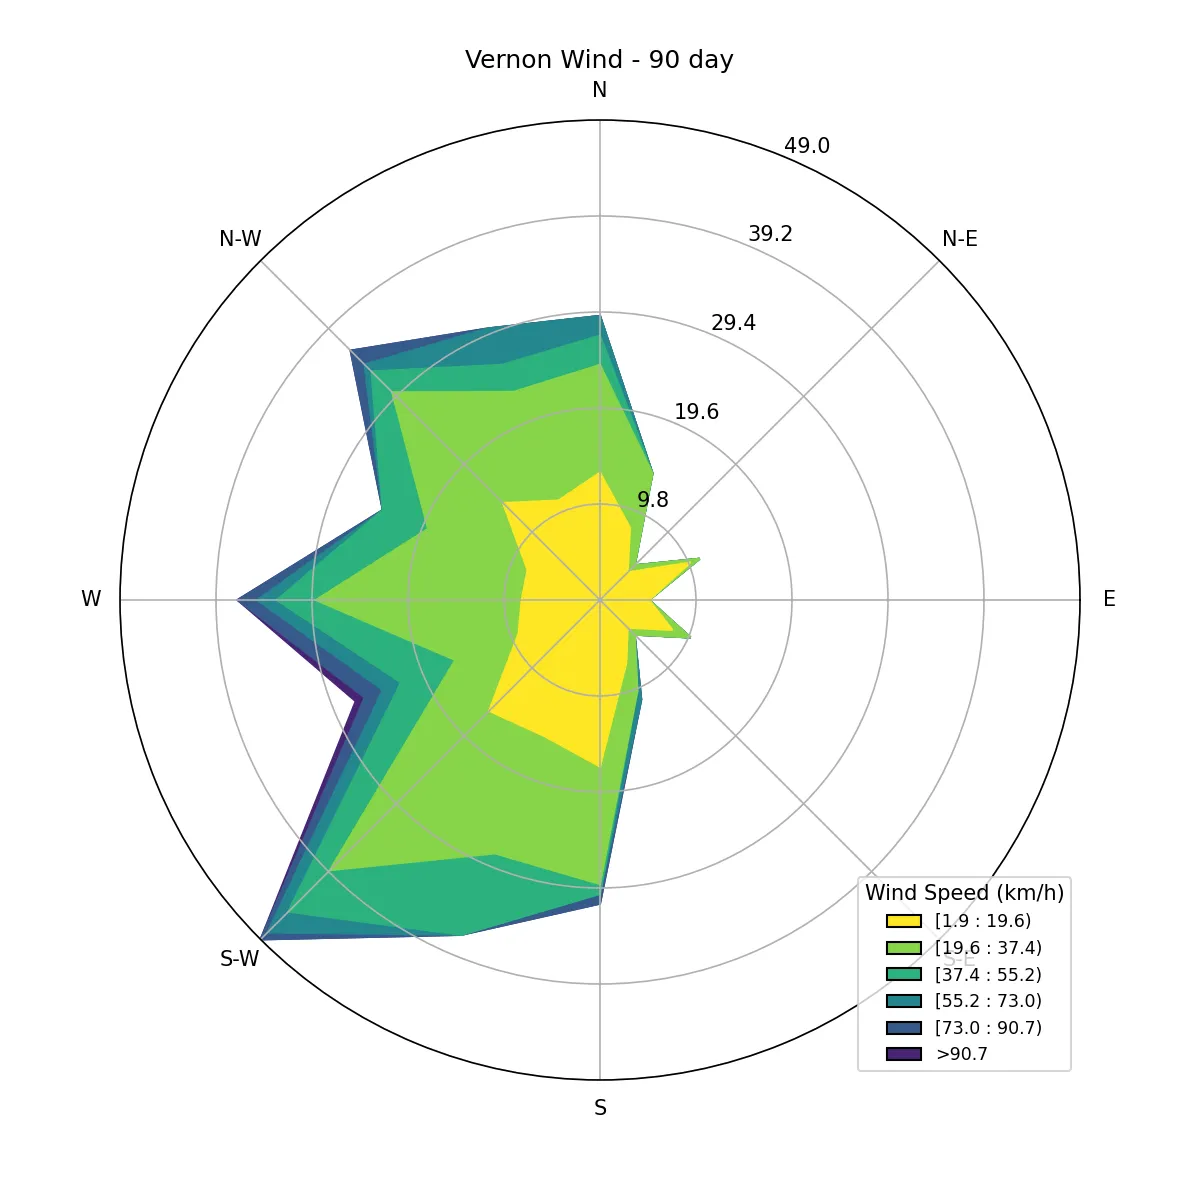 Vernon Wind - 90 day
N
49.0
N-W
39.2
N-E
29.4
19.6
9.8
W
E
S-W
S-E
S
Wind Speed (km/h)
[1.9 : 19.6)
[19.6 : 37.4)
[37.4 : 55.2)
[55.2 : 73.0)
[73.0 : 90.7)
>90.7